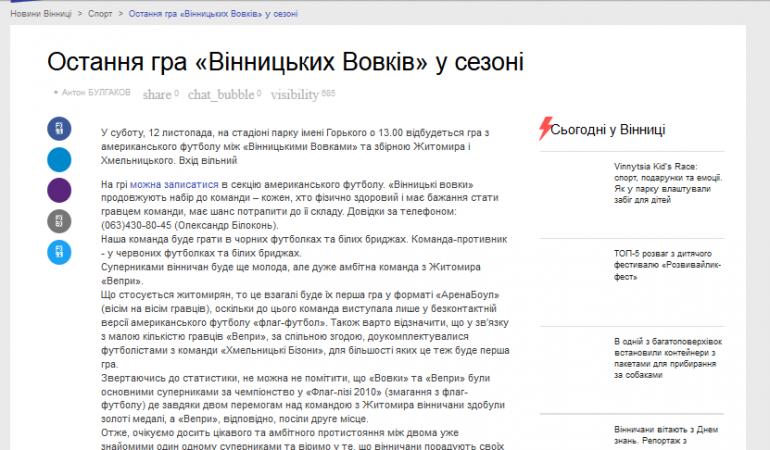 Новини Вінниці > Спорт > Остання гра «Вінницьких Вовків» у сезоні
Остання гра «Вінницьких Вовків» у сезоні
Антон БУЛГАКОВ share 0 chat_bubble 0 visibility 685
У суботу, 12 листопада, на стадіоні парку імені Горького о 13.00 відбудеться гра з
американського футболу між «Вінницькими Вовками» та збірною Житомира і
Хмельницького. Вхід вільний
На грі можна записатися в секцію американського футболу. «Вінницькі вовки»
продовжують набір до команди – кожен, хто фізично здоровий і має бажання стати
гравцем команди, має шанс потрапити до її складу. Довідки за телефоном:
(063)430-80-45 (Олександр Білоконь).
Наша команда буде грати в чорних футболках та білих бриджах. Команда-противник
- у червоних футболках та білих бриджах.
Суперниками вінничан буде ще молода, але дуже амбітна команда з Житомира
«Вепри».
Що стосується житомирян, то це взагалі буде їх перша гра у форматі «АренаБоул»
(вісім на вісім гравців), оскільки до цього команда виступала лише у безконтактній
версії американського футболу «флаг-футбол». Також варто відзначити, що у зв'язку
з малою кількістю гравців «Вепри», за спільною згодою, доукомплектувалися
футболістами з команди «Хмельницькі Бізони», для більшості яких це теж буде перша
гра.
Звертаючись до статистики, не можна не помітити, що «Вовки» та «Вепри» були
основними суперниками за чемпіонство у «Флаг-лізі 2010» (змагання з флаг-
футболу) де завдяки двом перемогам над командою з Житомира вінничани здобули
золоті медалі, а «Вепри», відповідно, посіли друге місце.
Отже, очікуємо досить цікавого та амбітного протистояння між двома уже
знайомими один одному суперниками та віримо у те, що вінничани порадують своїх
Сьогодні у Вінниці
Vinnytsia Kid's Race:
спорт, подарунки та емоції.
Як у парку влаштували
забіг для дітей
ТОП-5 розваг з дитячого
фестивалю «Розвивайлик-
фест»
В одній з багатоповерхівок
встановили контейнери з
пакетами для прибирання
за собаками
Вінничани вітають з Днем
знань. Репортаж з